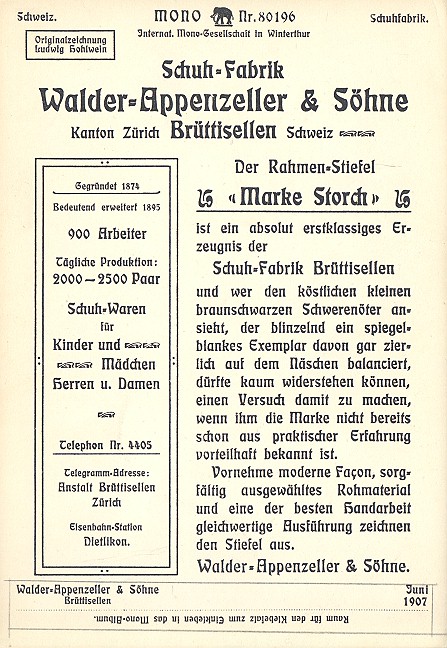 Schweiz. MONO Nr. 80196 Schuhfabrik.
Internat. Mono-Gesellschaft in Winterthur
Originalzeichnung
Ludwig Hohlwein
Schuh-Fabrik
Walder-Appenzeller & Söhne
Kanton Zürich Brüttisellen Schweiz
Gegründet 1874
Bedeutend erweitert 1895
900 Arbeiter
Tägliche Produktion:
2000–2500 Paar
Schuh-Waren
für
Kinder und
Mädchen
Herren u. Damen
Telephon Nr. 4405
Telegramm-Adresse:
Anstalt Brüttisellen
Zürich
Eisenbahn-Station
Dietlikon.
Der Rahmen-Stiefel
«Marke Storch»
ist ein absolut erstklassiges Er-
zeugnis der
Schuh-Fabrik Brüttisellen
und wer den köstlichen kleinen
braunschwarzen Schwerenöter an-
sieht, der blinzelnd ein spiegel-
blankes Exemplar davon gar zier-
lich auf dem Näschen balanciert,
dürfte kaum widerstehen können,
einen Versuch damit zu machen,
wenn ihm die Marke nicht bereits
schon aus praktischer Erfahrung
vorteilhaft bekannt ist.
Vornehme moderne Façon, sorg-
fältig ausgewähltes Rohmaterial
und eine der besten Handarbeit
gleichwertige Ausführung zeichnen
den Stiefel aus.
Walder-Appenzeller & Söhne.
Walder-Appenzeller & Söhne Juni
Brüttisellen 1907
Raum für den Klebefalz zum Einkleben in das Mono-Album.